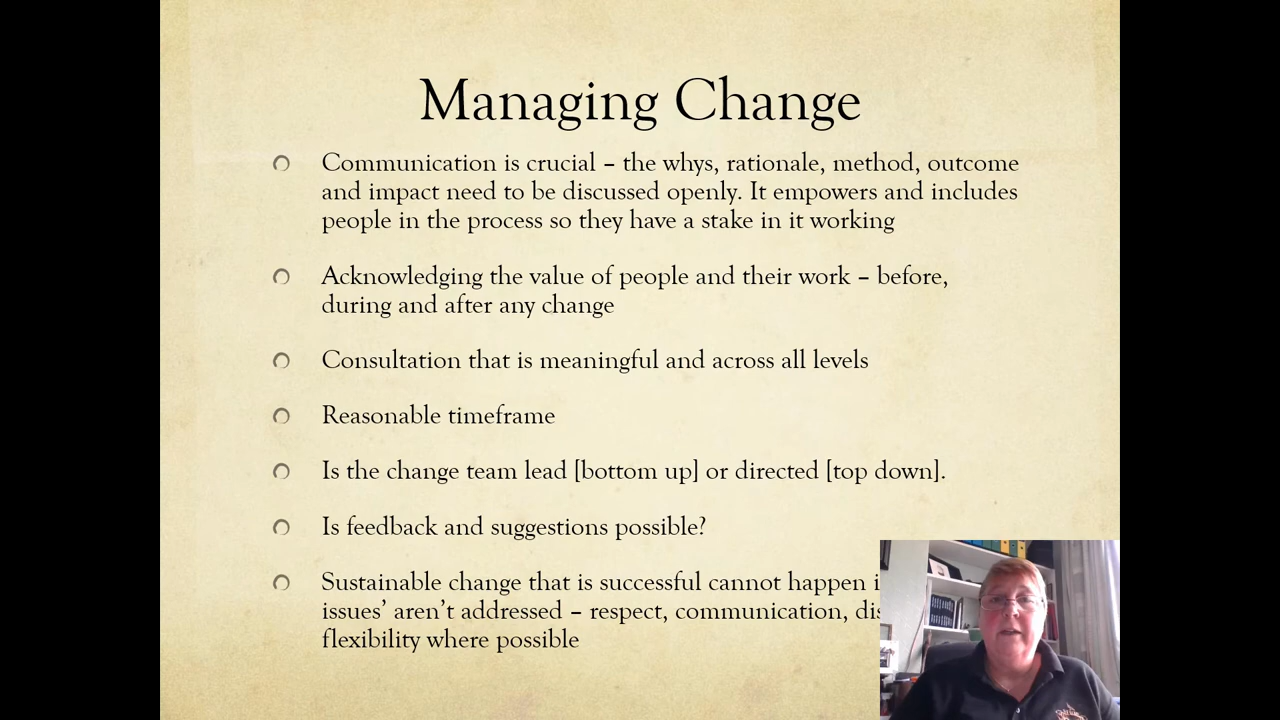 Managing Change
Communication is crucial – the whys, rationale, method, outcome
and impact need to be discussed openly. It empowers and includes
people in the process so they have a stake in it working
Acknowledging the value of people and their work – before,
during and after any change
Consultation that is meaningful and across all levels
Reasonable timeframe
Is the change team lead [bottom up] or directed [top down].
Is feedback and suggestions possible?
Sustainable change that is successful cannot happen
issues’ aren’t addressed – respect, communication,
flexibility where possible